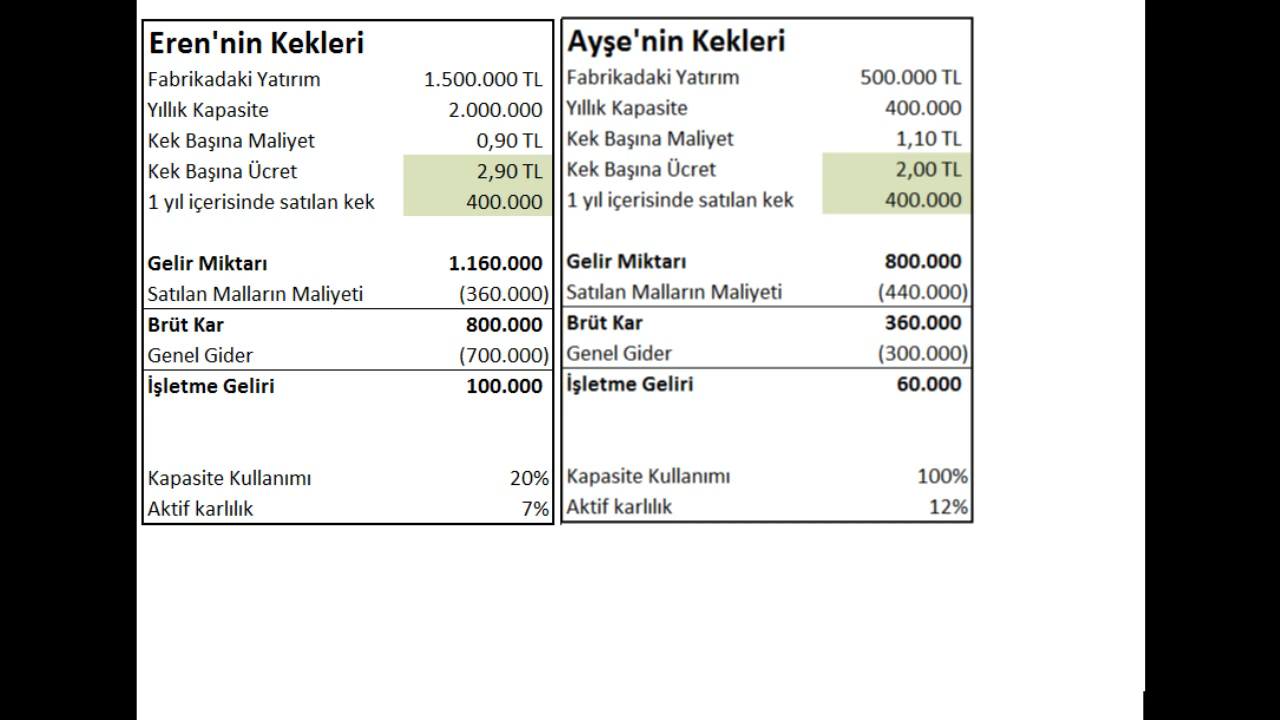 Eren'nin Kekleri
Fabrikadaki Yatırım 1.500.000 TL
Yıllık Kapasite 2.000.000
Kek Başına Maliyet 0,90 TL
Kek Başına Ücret 2,90 TL
1 yıl içerisinde satılan kek 400.000
Gelir Miktarı 1.160.000
Satılan Malların Maliyeti (360.000)
Brüt Kar 800.000
Genel Gider (700.000)
İşletme Geliri 100.000
Kapasite Kullanımı 20%
Aktif karlılık 7%
Ayşe'nin Kekleri
Fabrikadaki Yatırım 500.000 TL
Yıllık Kapasite 400.000
Kek Başına Maliyet 1,10 TL
Kek Başına Ücret 2,00 TL
1 yıl içerisinde satılan kek 400.000
Gelir Miktarı 800.000
Satılan Malların Maliyeti (440.000)
Brüt Kar 360.000
Genel Gider (300.000)
İşletme Geliri 60.000
Kapasite Kullanımı 100%
Aktif karlılık 12%